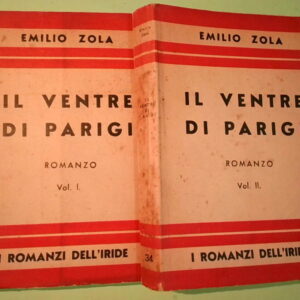 EMILIO ZOLA
IL VENTRE
DI PARIGI
ROMANZO
Vol. I.
I ROMANZI DELL'IRIDE
34
EMILIO ZOLA
IL VENTRE
DI PARIGI
ROMANZO
Vol. II.
I ROMANZI DELL'IRIDE